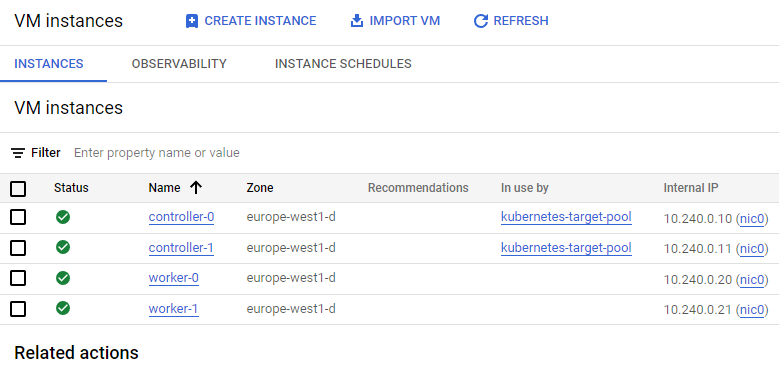 VM instances CREATE INSTANCE IMPORT VM REFRESH
INSTANCES OBSERVABILITY INSTANCE SCHEDULES
VM instances
Filter Enter property name or value
Status Name Zone Recommendations In use by Internal IP
controller-0 europe-west1-d kubernetes-target-pool 10.240.0.10 (nic0)
controller-1 europe-west1-d kubernetes-target-pool 10.240.0.11 (nic0)
worker-0 europe-west1-d 10.240.0.20 (nic0)
worker-1 europe-west1-d 10.240.0.21 (nic0)
Related actions